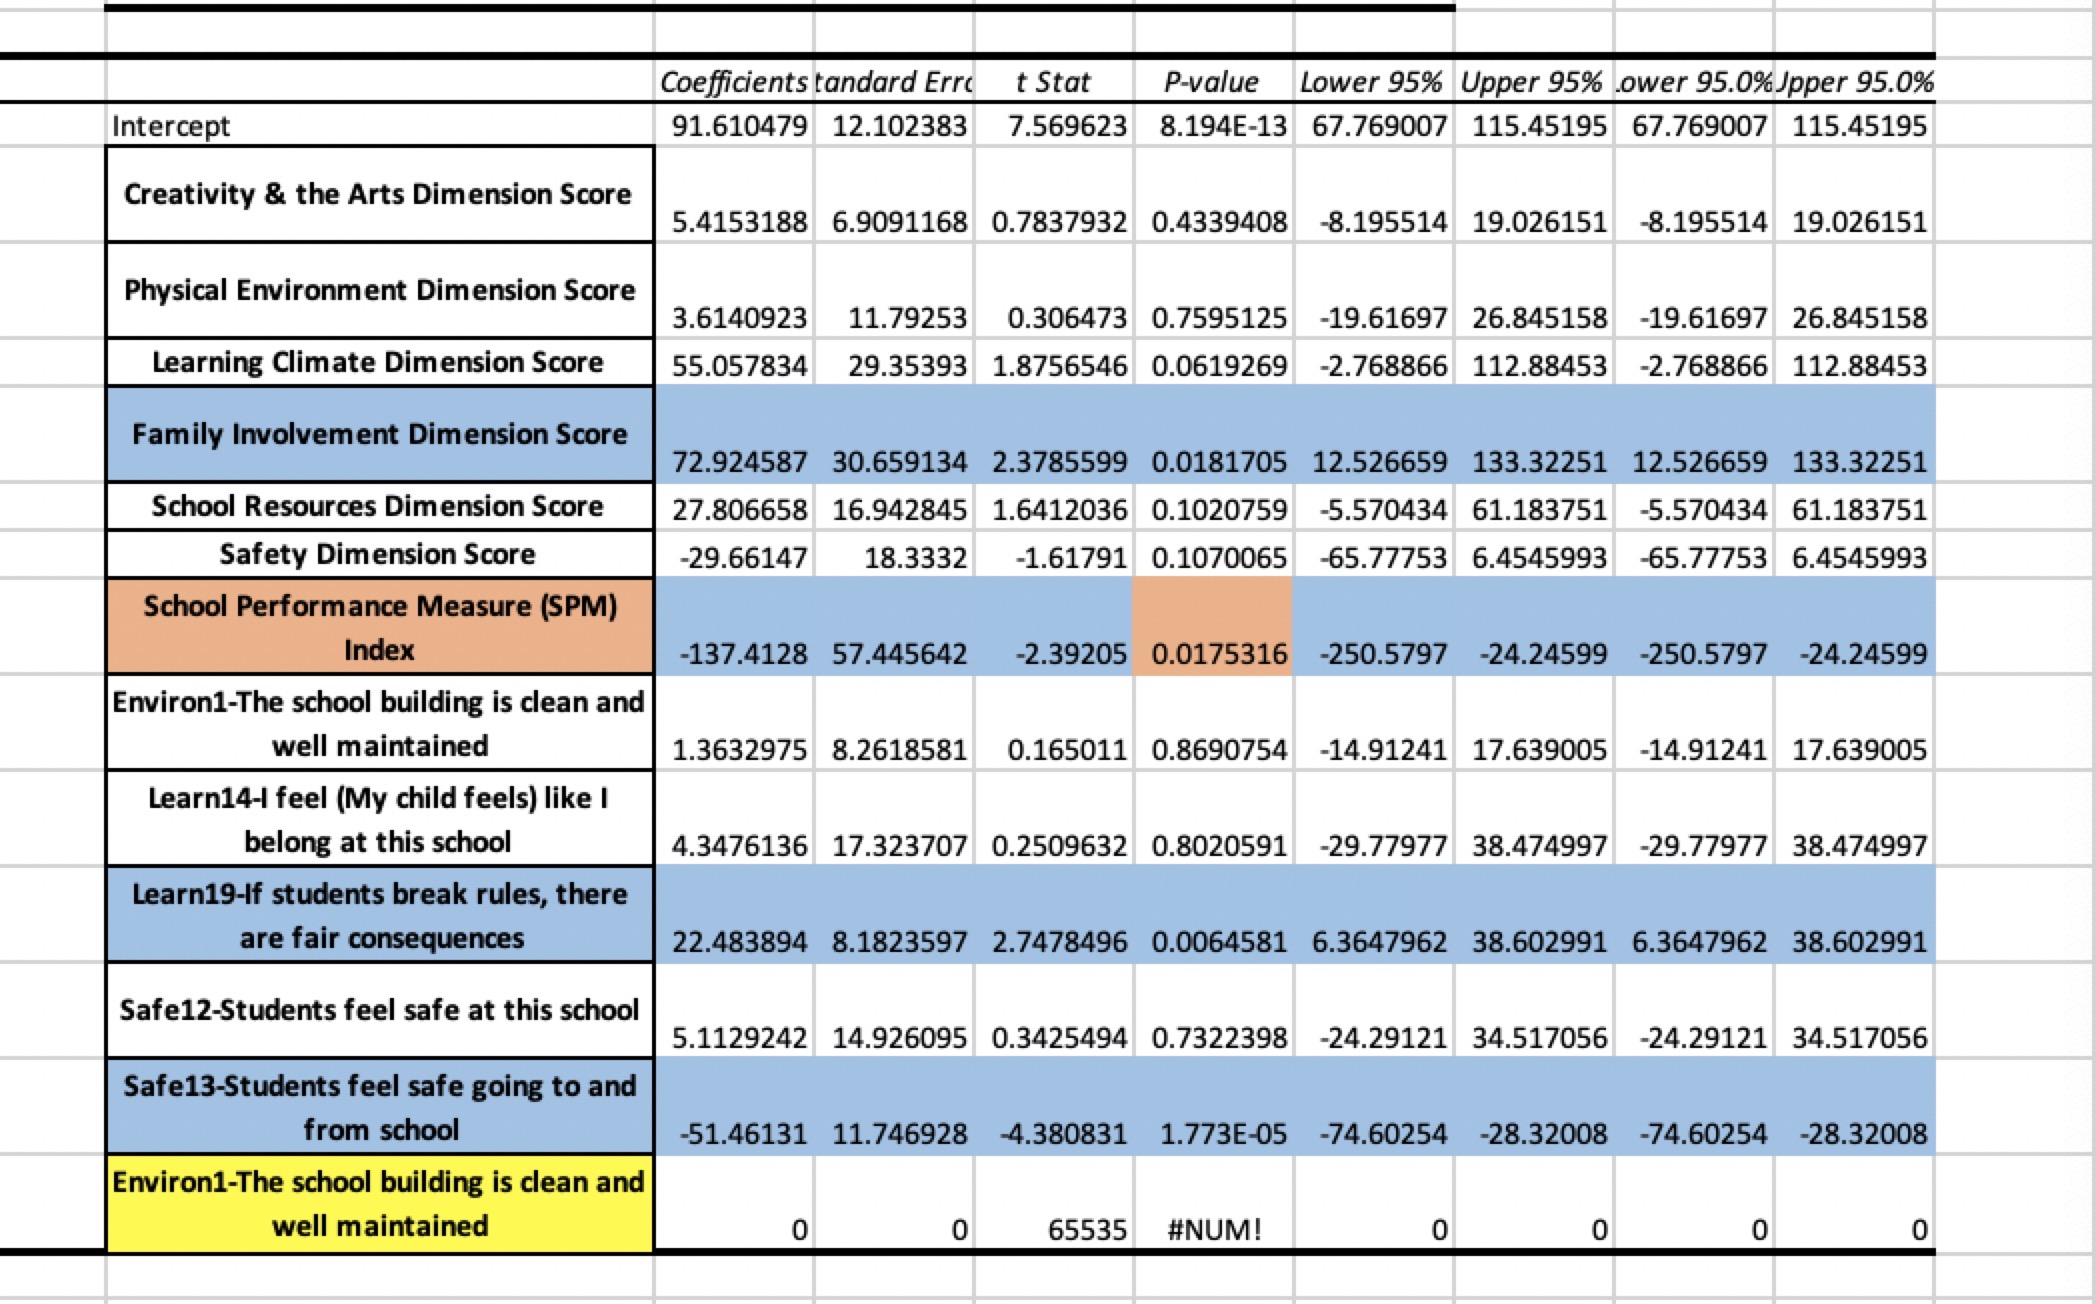 Coefficients tandard Erro t Stat P-value Lower 95% Upper 95% ower 95.0% Jpper 95.0%
Intercept 91.610479 12.102383 7.569623 8.194E-13 67.769007 115.45195 67.769007 115.45195
Creativity & the Arts Dimension Score
5.4153188 6.9091168 0.7837932 0.4339408 -8.195514 19.026151 -8.195514 19.026151
Physical Environment Dimension Score
3.6140923 11.79253 0.306473 0.7595125 -19.61697 26.845158 -19.61697 26.845158
Learning Climate Dimension Score 55.057834 29.35393 1.8756546 0.0619269 -2.768866 112.88453 -2.768866 112.88453
Family Involvement Dimension Score
72.924587 30.659134 2.3785599 0.0181705 12.526659 133.32251 12.526659 133.32251
School Resources Dimension Score 27.806658 16.942845 1.6412036 0.1020759 -5.570434 61.183751 -5.570434 61.183751
Safety Dimension Score -29.66147 18.3332 -1.61791 0.1070065 -65.77753 6.4545993 -65.77753 6.4545993
School Performance Measure (SPM)
Index -137.4128 57.445642 -2.39205 0.0175316 -250.5797 -24.24599 -250.5797 -24.24599
Environ1-The school building is clean and
well maintained 1.3632975 8.2618581 0.165011 0.8690754 -14.91241 17.639005 -14.91241 17.639005
Learn14-I feel (My child feels) like I
belong at this school 4.3476136 17.323707 0.2509632 0.8020591 -29.77977 38.474997 -29.77977 38.474997
Learn19-If students break rules, there
are fair consequences 22.483894 8.1823597 2.7478496 0.0064581 6.3647962 38.602991 6.3647962 38.602991
Safe12-Students feel safe at this school
5.1129242 14.926095 0.3425494 0.7322398 -24.29121 34.517056 -24.29121 34.517056
Safe13-Students feel safe going to and
from school -51.46131 11.746928 -4.380831 1.773E-05 -74.60254 -28.32008 -74.60254 -28.32008
Environ1-The school building is clean and
well maintained 0 0 65535 #NUM! 0 0 0 0